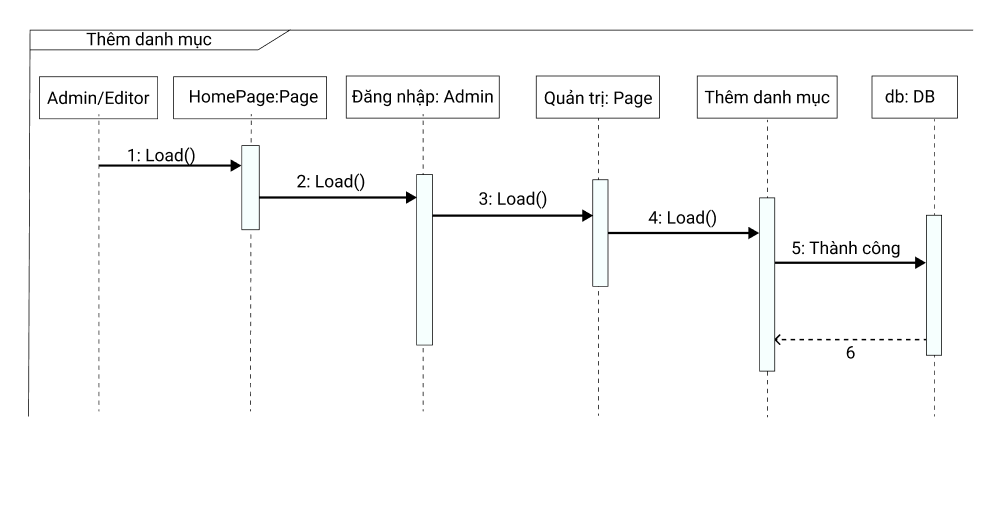 Thêm danh mục
Admin/Editor
HomePage:Page
Đăng nhập: Admin
Quản trị: Page
Thêm danh mục
db: DB
1: Load()
2: Load()
3: Load()
4: Load()
5: Thành công
6